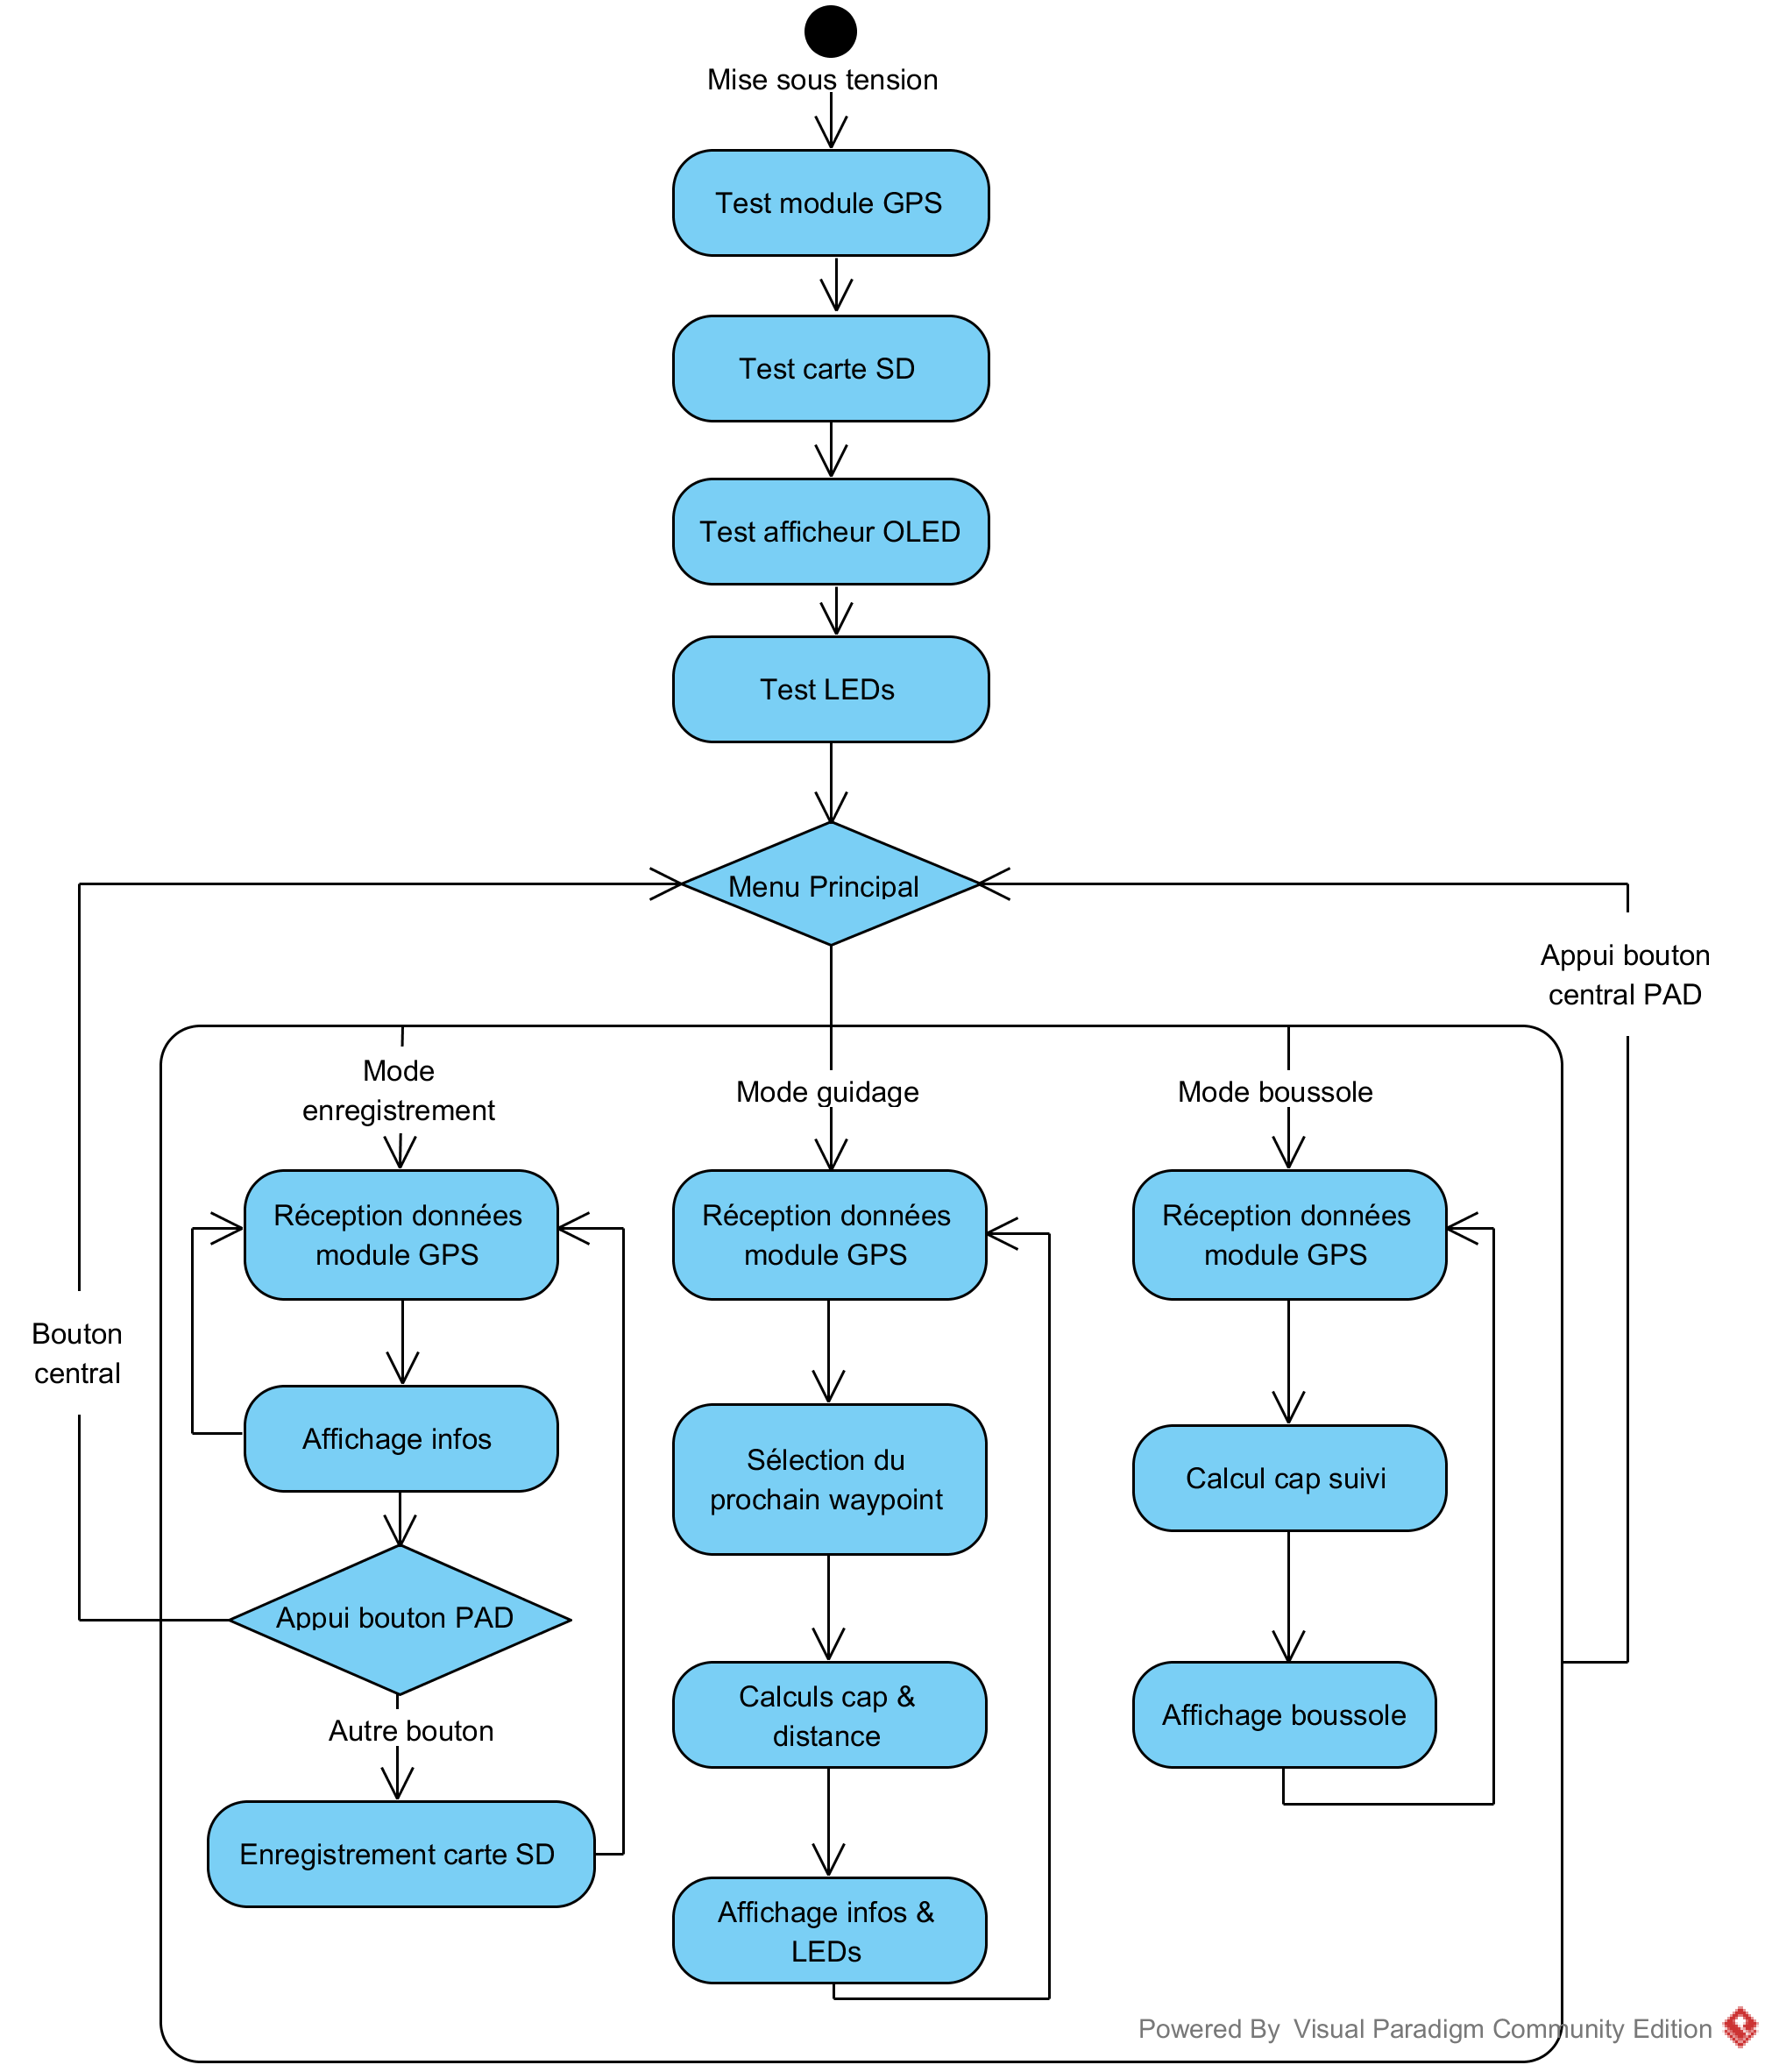 Mise sous tension
Test module GPS
Test carte SD
Test afficheur OLED
Test LEDs
Menu Principal
Appui bouton
central PAD
Mode
enregistrement
Mode guidage
Mode boussole
Réception données
module GPS
Réception données
module GPS
Réception données
module GPS
Bouton
central
Affichage infos
Sélection du
prochain waypoint
Calcul cap suivi
Appui bouton PAD
Calculs cap &
distance
Affichage boussole
Autre bouton
Enregistrement carte SD
Affichage infos &
LEDs
Powered By Visual Paradigm Community Edition